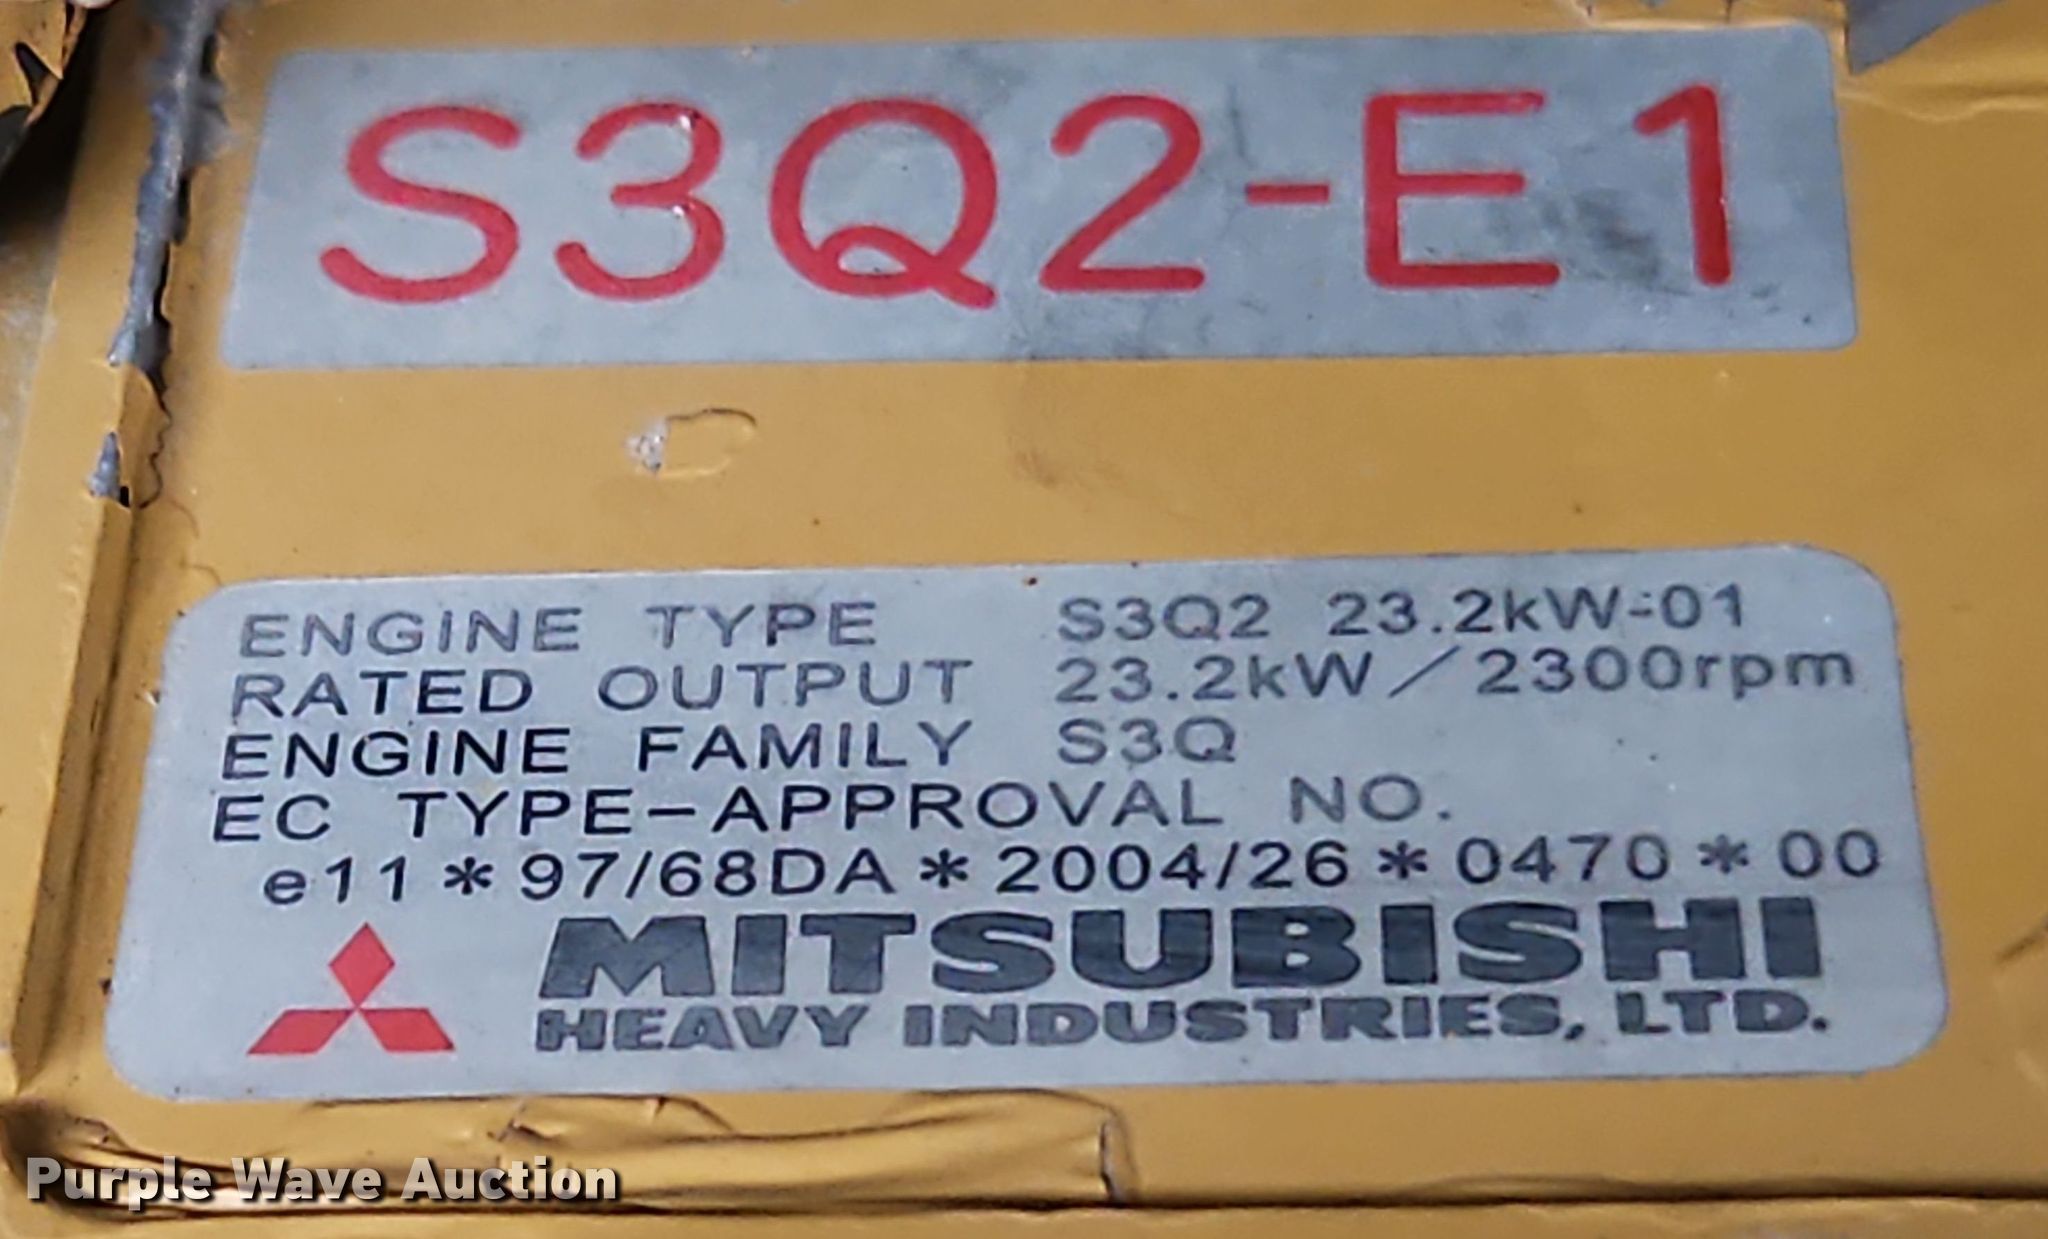 S3Q2-E1
ENGINE TYPE S3Q2 23.2kW-01
RATED OUTPUT 23.2kW/2300rpm
ENGINE FAMILY S3Q
EC TYPE-APPROVAL NO.
e11*97/68DA*2004/26*0470*00
MITSUBISHI
HEAVY INDUSTRIES, LTD.
Purple Wave Auction